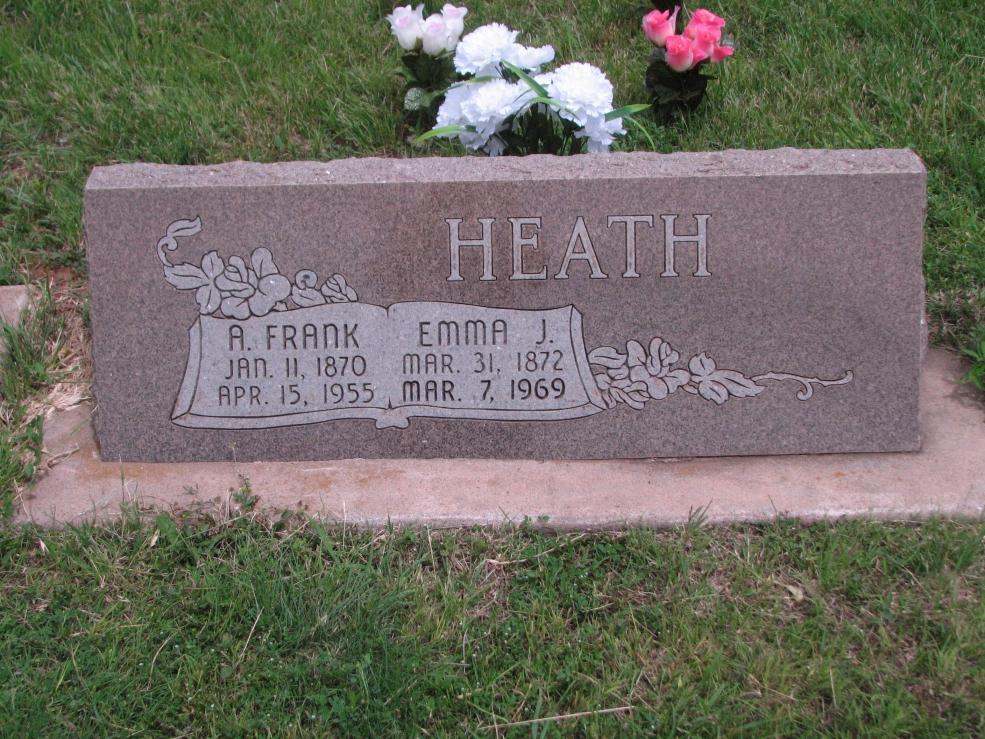 HEATH
A. FRANK
JAN. 11, 1870
APR. 15, 1955
EMMA J.
MAR. 31, 1872
MAR. 7, 1969